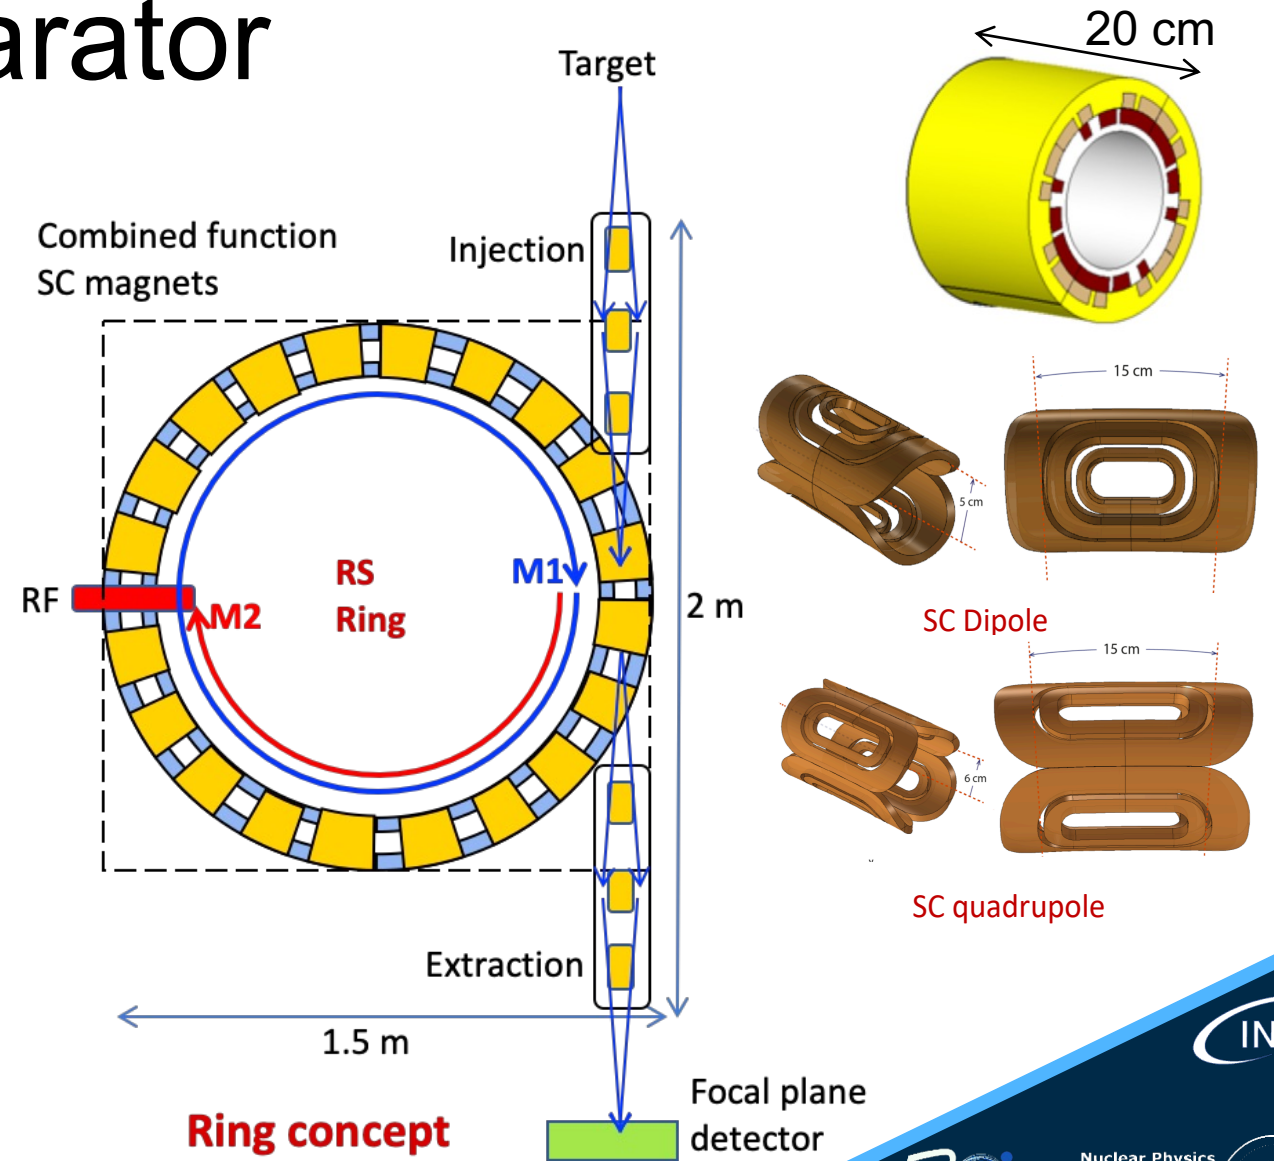 arator
20 cm
Target
Combined function
SC magnets
Injection
15 cm
5 cm
RS
Ring
M1
RF
M2
2 m
SC Dipole
15 cm
6 cm
SC quadrupole
Extraction
1.5 m
IN
Ring concept
Focal plane
detector
Nuclear Physics